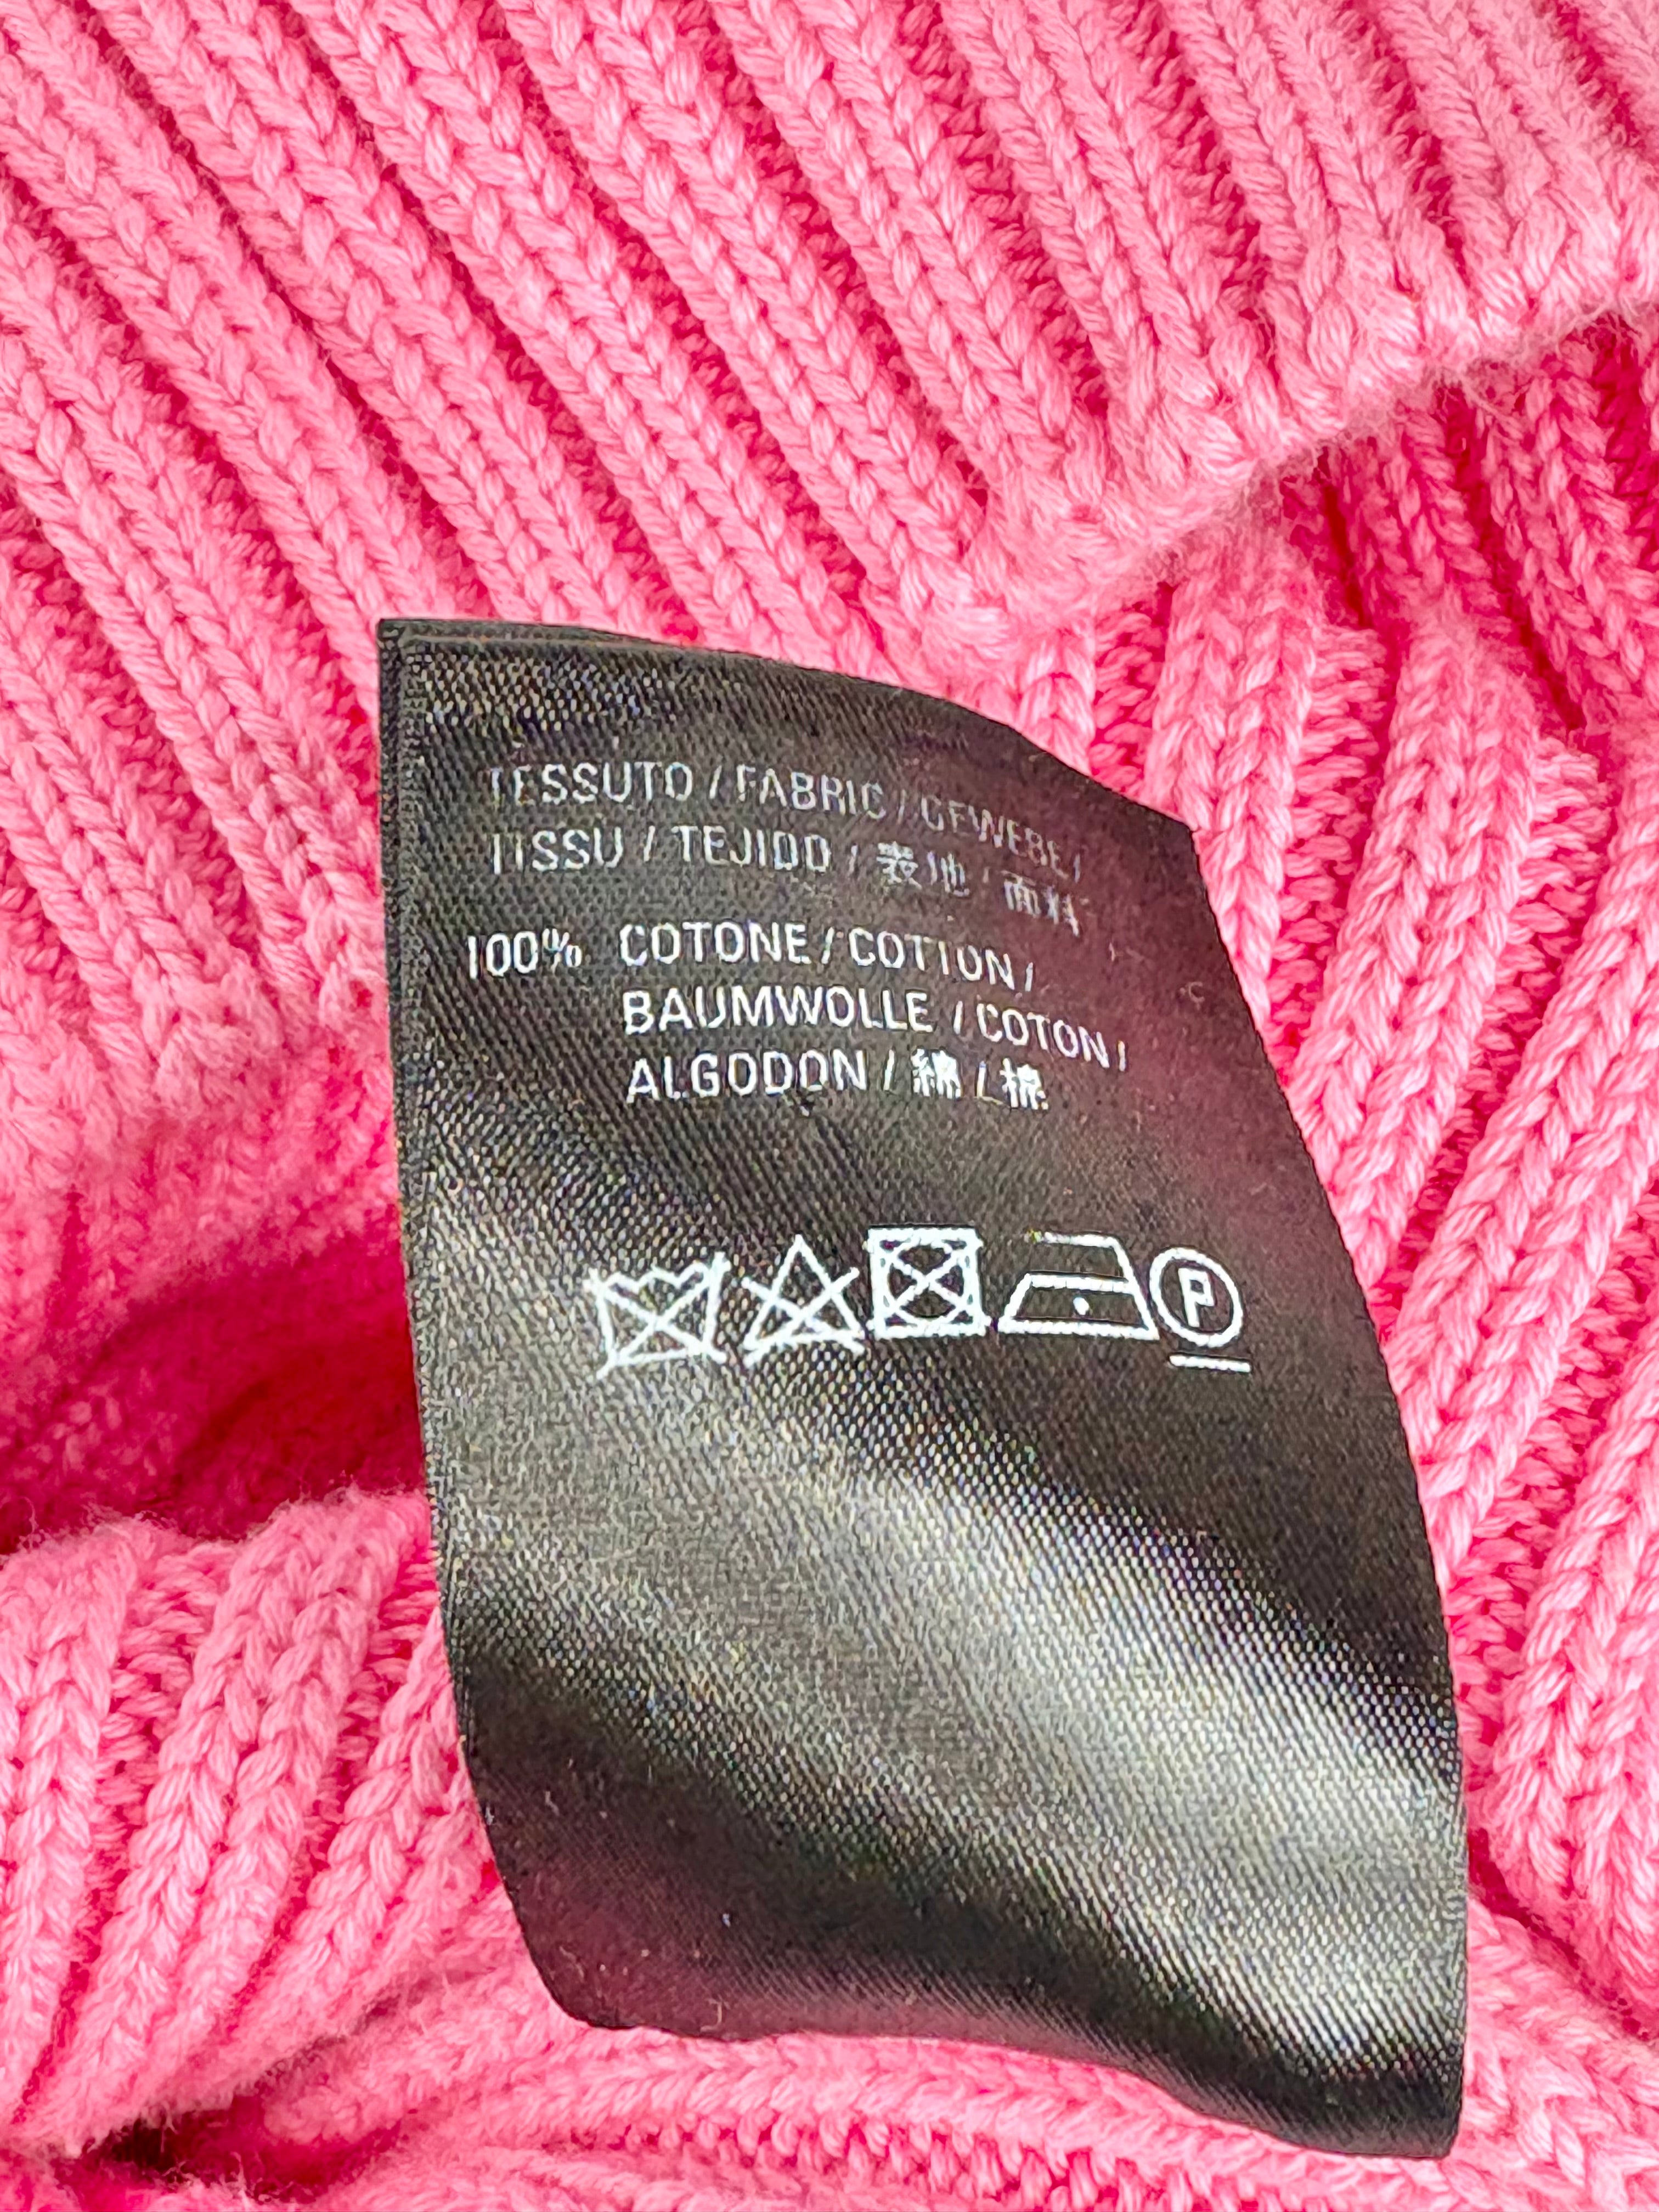 TESSUTO / FABRIC / GEWEBE /
TISSU / TEJIDO / 表地 / 面料
100% COTONE / COTTON /
BAUMWOLLE / COTON /
ALGODON / 綿 / 棉
P